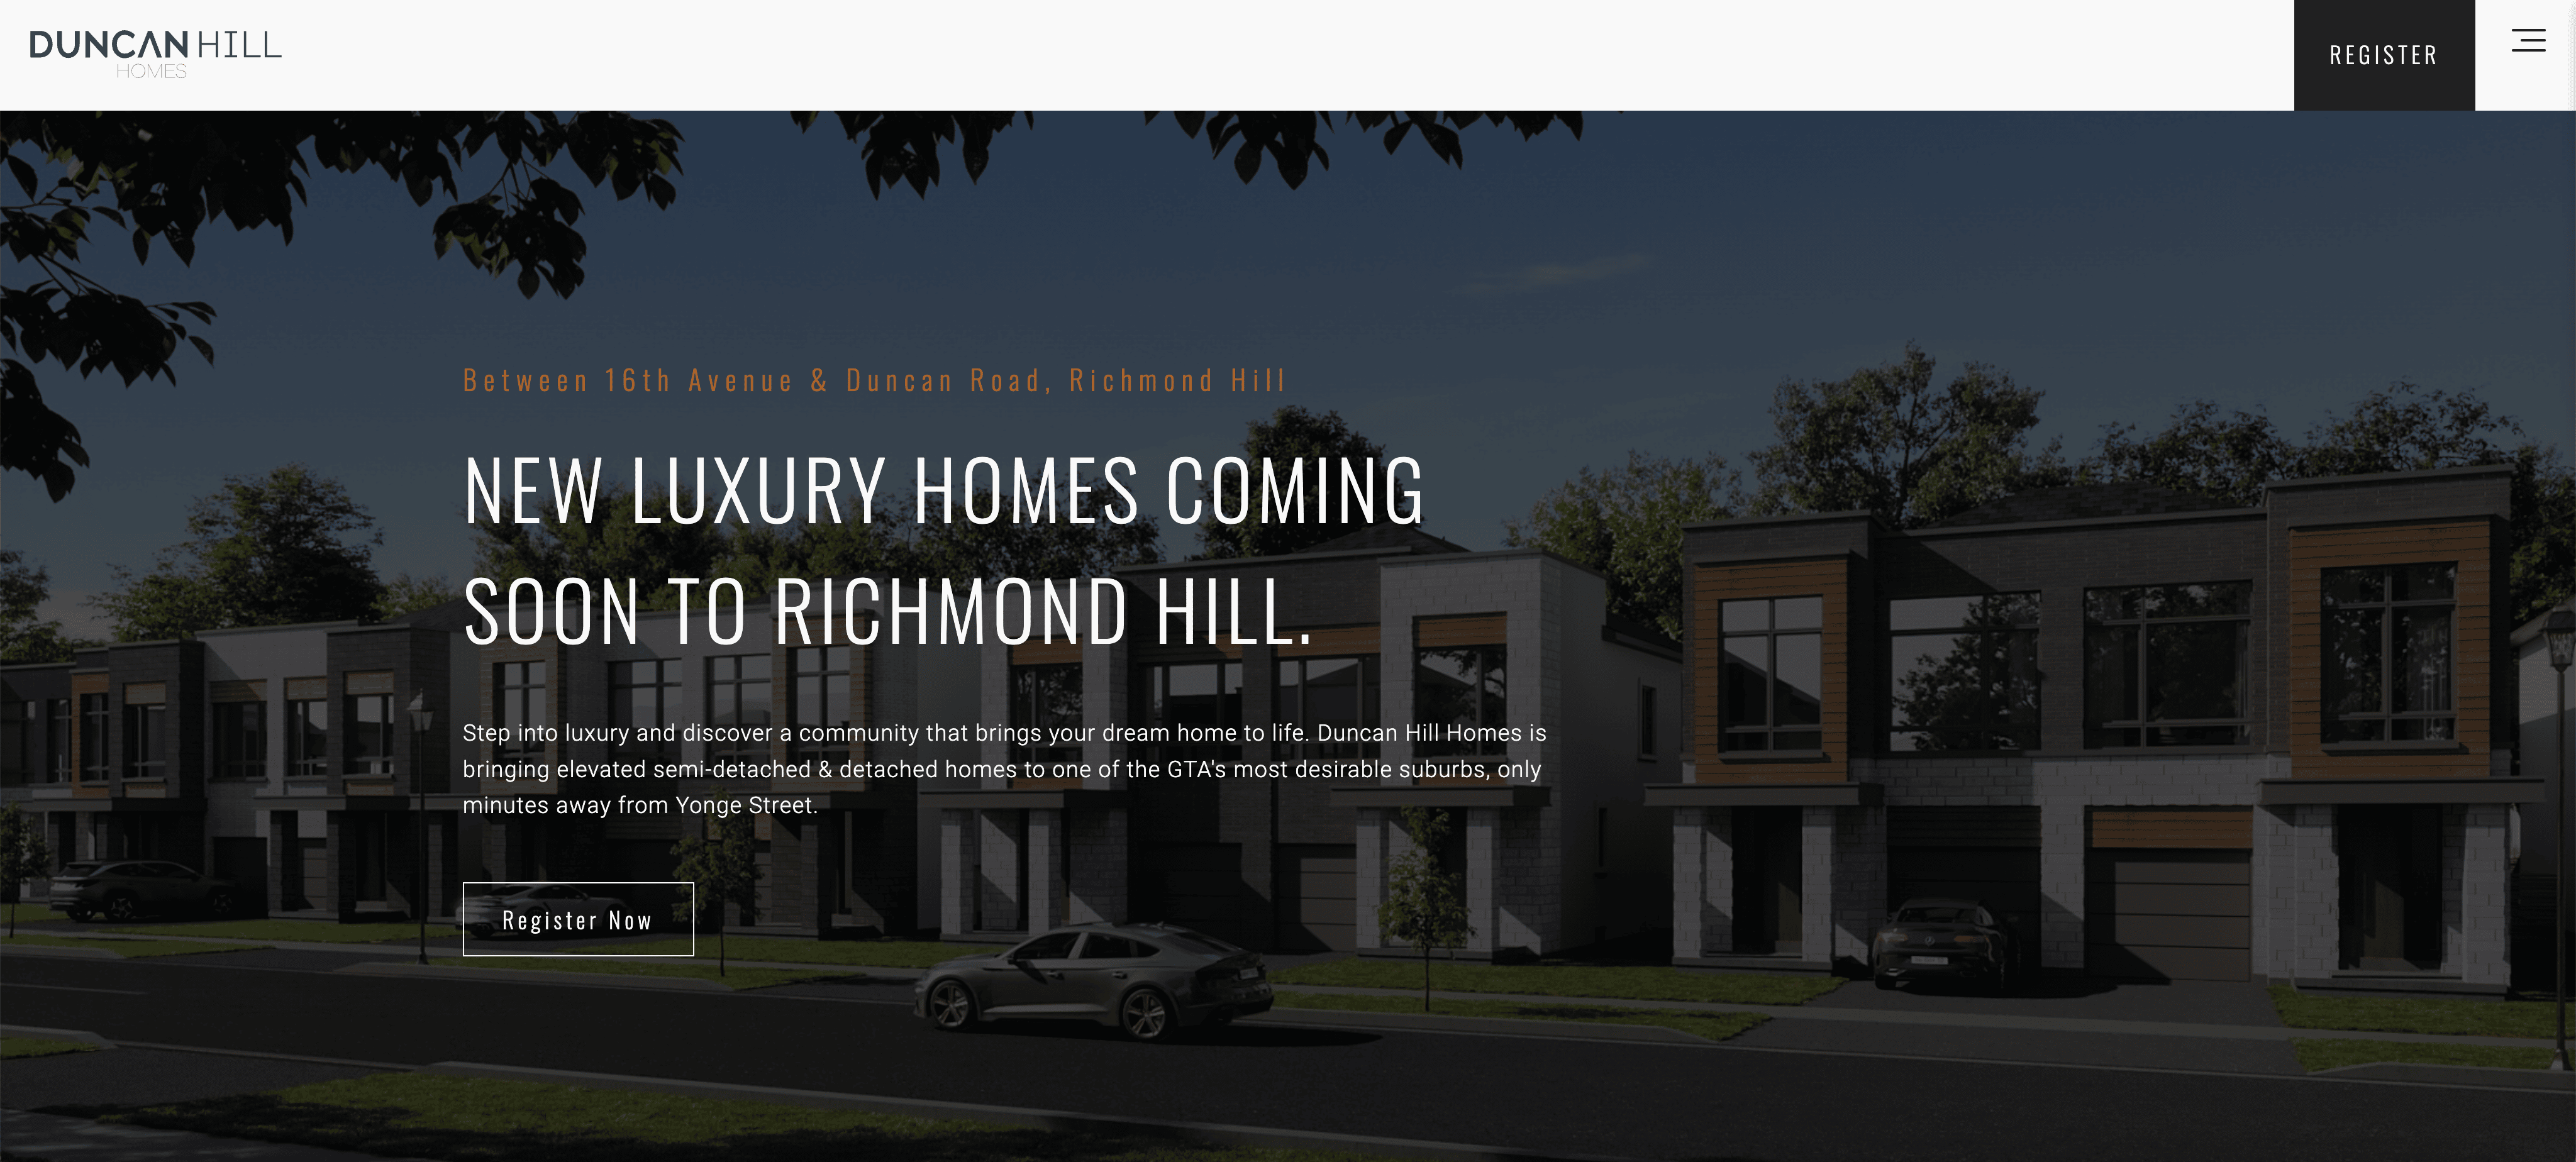 DUNCAN HILL
HOMES
REGISTER
Between 16th Avenue & Duncan Road, Richmond Hill
NEW LUXURY HOMES COMING
SOON TO RICHMOND HILL.
Step into luxury and discover a community that brings your dream home to life. Duncan Hill Homes is
bringing elevated semi-detached & detached homes to one of the GTA's most desirable suburbs, only
minutes away from Yonge Street.
Register Now